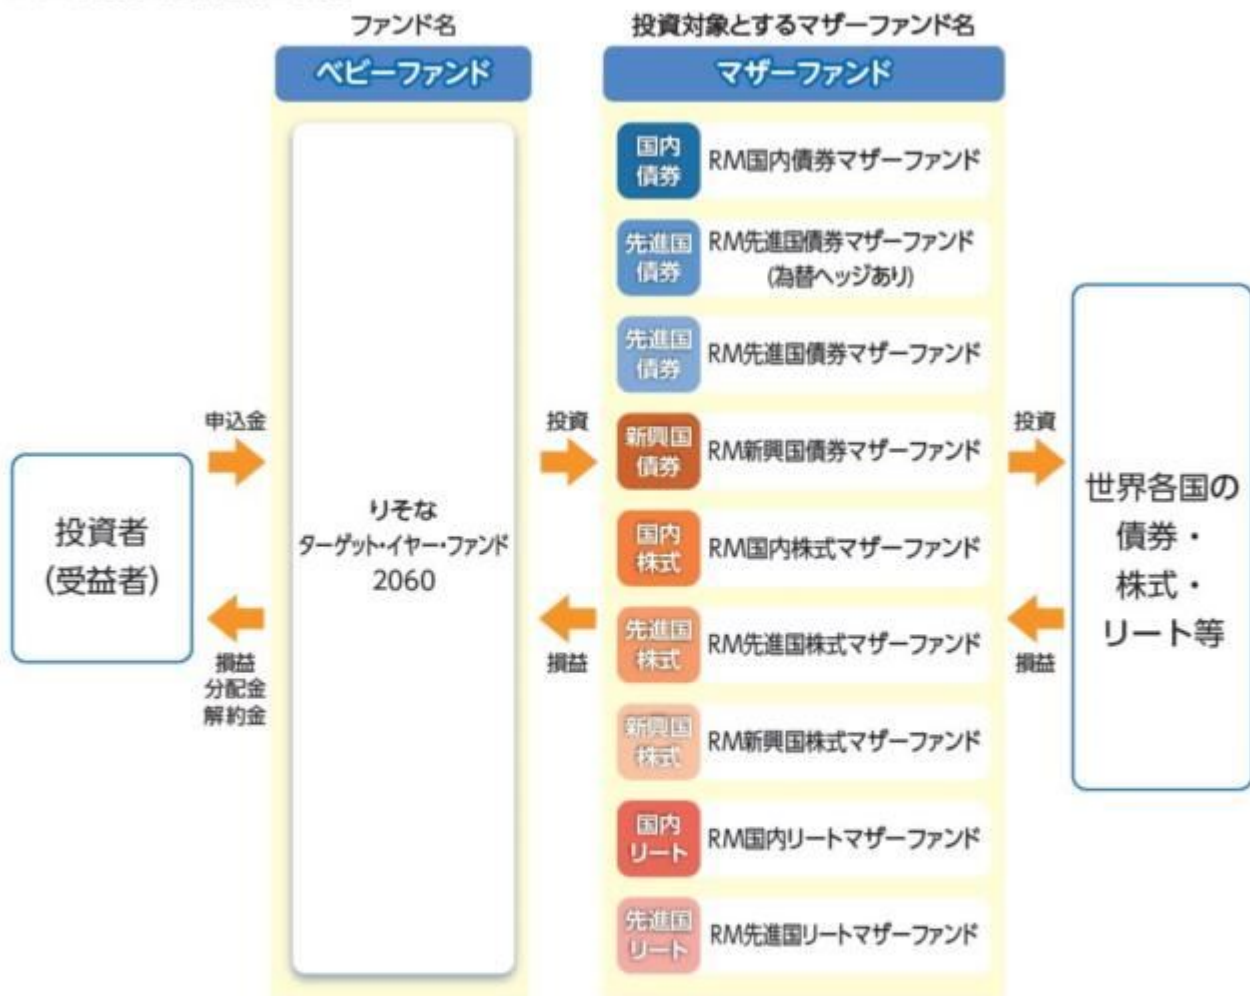 ファンド名
ベビーファンド
りそな
ターゲット・イヤー・ファンド
2060
投資対象とするマザーファンド名
マザーファンド
国内
債券
RM国内債券マザーファンド
先進国
債券
RM先進国債券マザーファンド
(為替ヘッジあり)
先進国
債券
RM先進国債券マザーファンド
新興国
債券
RM新興国債券マザーファンド
国内
株式
RM国内株式マザーファンド
先進国
株式
RM先進国株式マザーファンド
新興国
株式
RM新興国株式マザーファンド
国内
リート
RM国内リートマザーファンド
先進国
リート
RM先進国リートマザーファンド
投資者
(受益者)
申込金
損益
分配金
解約金
投資
損益
投資
損益
世界各国の
債券・
株式・
リート等